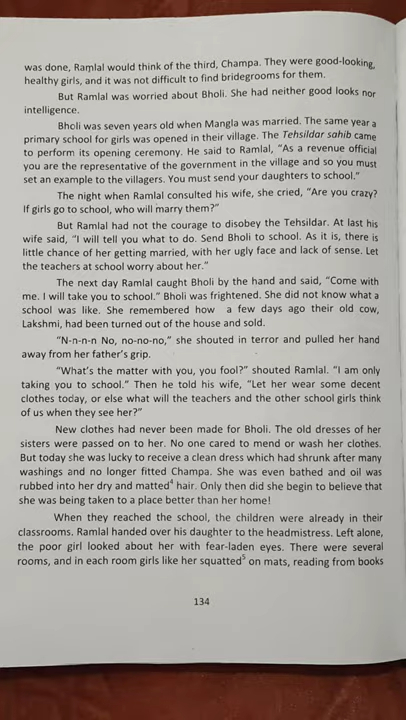 was done, Ramlal would think of the third, Champa. They were good-looking,
healthy girls, and it was not difficult to find bridegrooms for them.
But Ramlal was worried about Bholi. She had neither good looks nor
intelligence.
Bholi was seven years old when Mangla was married. The same year a
primary school for girls was opened in their village. The Tehsildar sahib came
to perform its opening ceremony. He said to Ramlal, “As a revenue official
you are the representative of the government in the village and so you must
set an example to the villagers. You must send your daughters to school.”
The night when Ramlal consulted his wife, she cried, “Are you crazy?
If girls go to school, who will marry them?”
But Ramlal had not the courage to disobey the Tehsildar. At last his
wife said, “I will tell you what to do. Send Bholi to school. As it is, there is
little chance of her getting married, with her ugly face and lack of sense. Let
the teachers at school worry about her.”
The next day Ramlal caught Bholi by the hand and said, “Come with
me. I will take you to school.” Bholi was frightened. She did not know what a
school was like. She remembered how a few days ago their old cow,
Lakshmi, had been turned out of the house and sold.
“N-n-n-n No, no-no-no,” she shouted in terror and pulled her hand
away from her father’s grip.
“What’s the matter with you, you fool?” shouted Ramlal. “I am only
taking you to school.” Then he told his wife, “Let her wear some decent
clothes today, or else what will the teachers and the other school girls think
of us when they see her?”
New clothes had never been made for Bholi. The old dresses of her
sisters were passed on to her. No one cared to mend or wash her clothes.
But today she was lucky to receive a clean dress which had shrunk after many
washings and no longer fitted Champa. She was even bathed and oil was
rubbed into her dry and matted⁴ hair. Only then did she begin to believe that
she was being taken to a place better than her home!
When they reached the school, the children were already in their
classrooms. Ramlal handed over his daughter to the headmistress. Left alone,
the poor girl looked about her with fear-laden eyes. There were several
rooms, and in each room girls like her squatted⁵ on mats, reading from books
134